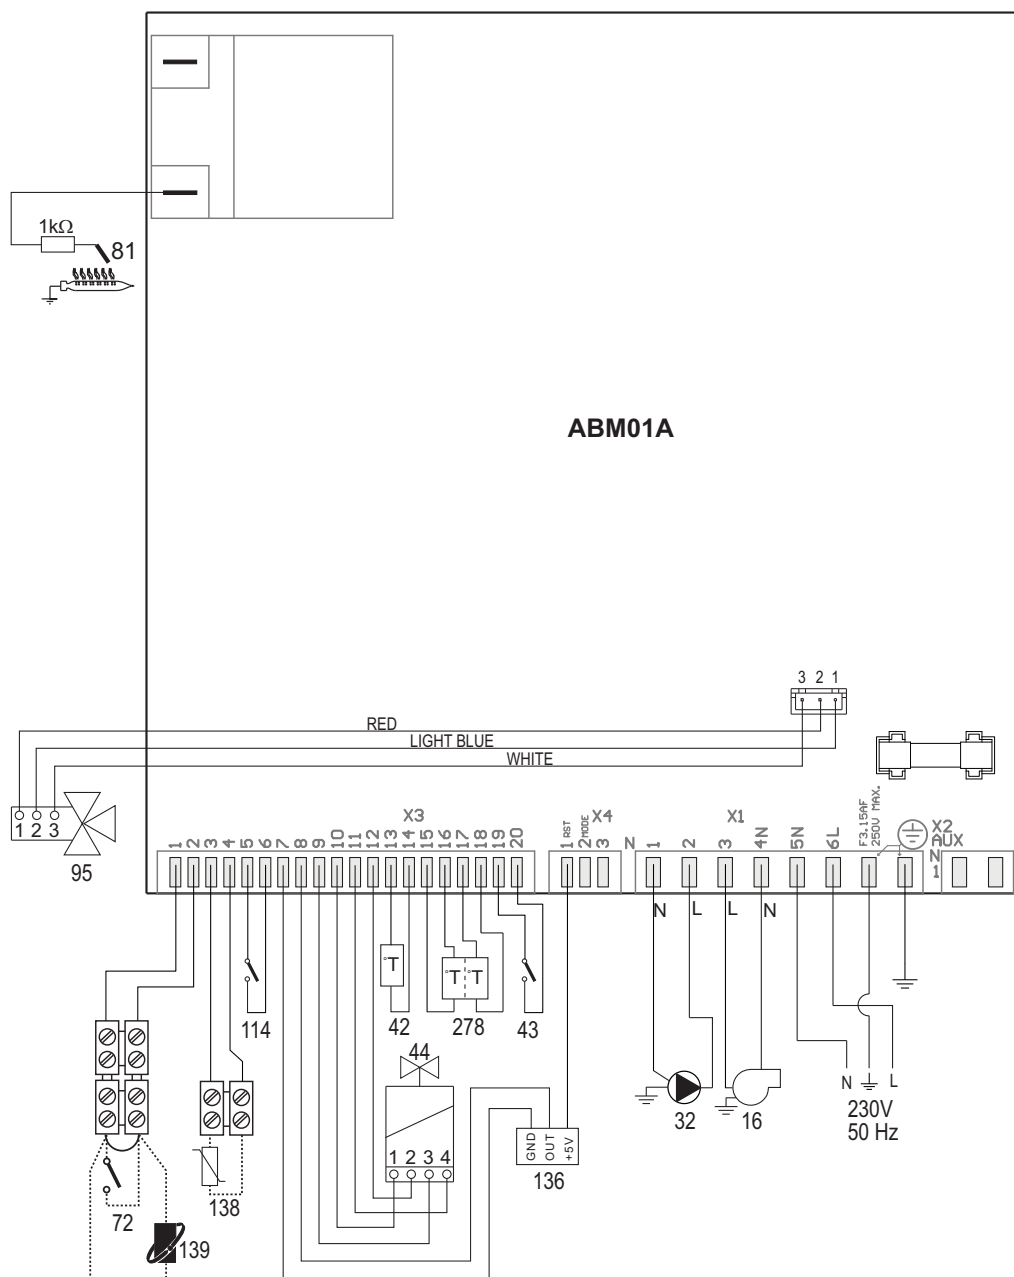 1kΩ
81
ABM01A
3 2 1
RED
LIGHT BLUE
WHITE
1 2 3
95
X3
1 2 3 4 5 6 7 8 9 10 11 12 13 14 15 16 17 18 19 20
X4
1 RST
2 MODE
3
N
X1
1 2 3 4N 5N 6L
F3.15AF
250V MAX.
X2
AUX
N
1
N L L N
°T
°T °T
114
42
278
43
44
1 2 3 4
GND
OUT
+5V
136
32
16
N L
230V
50 Hz
72
138
139